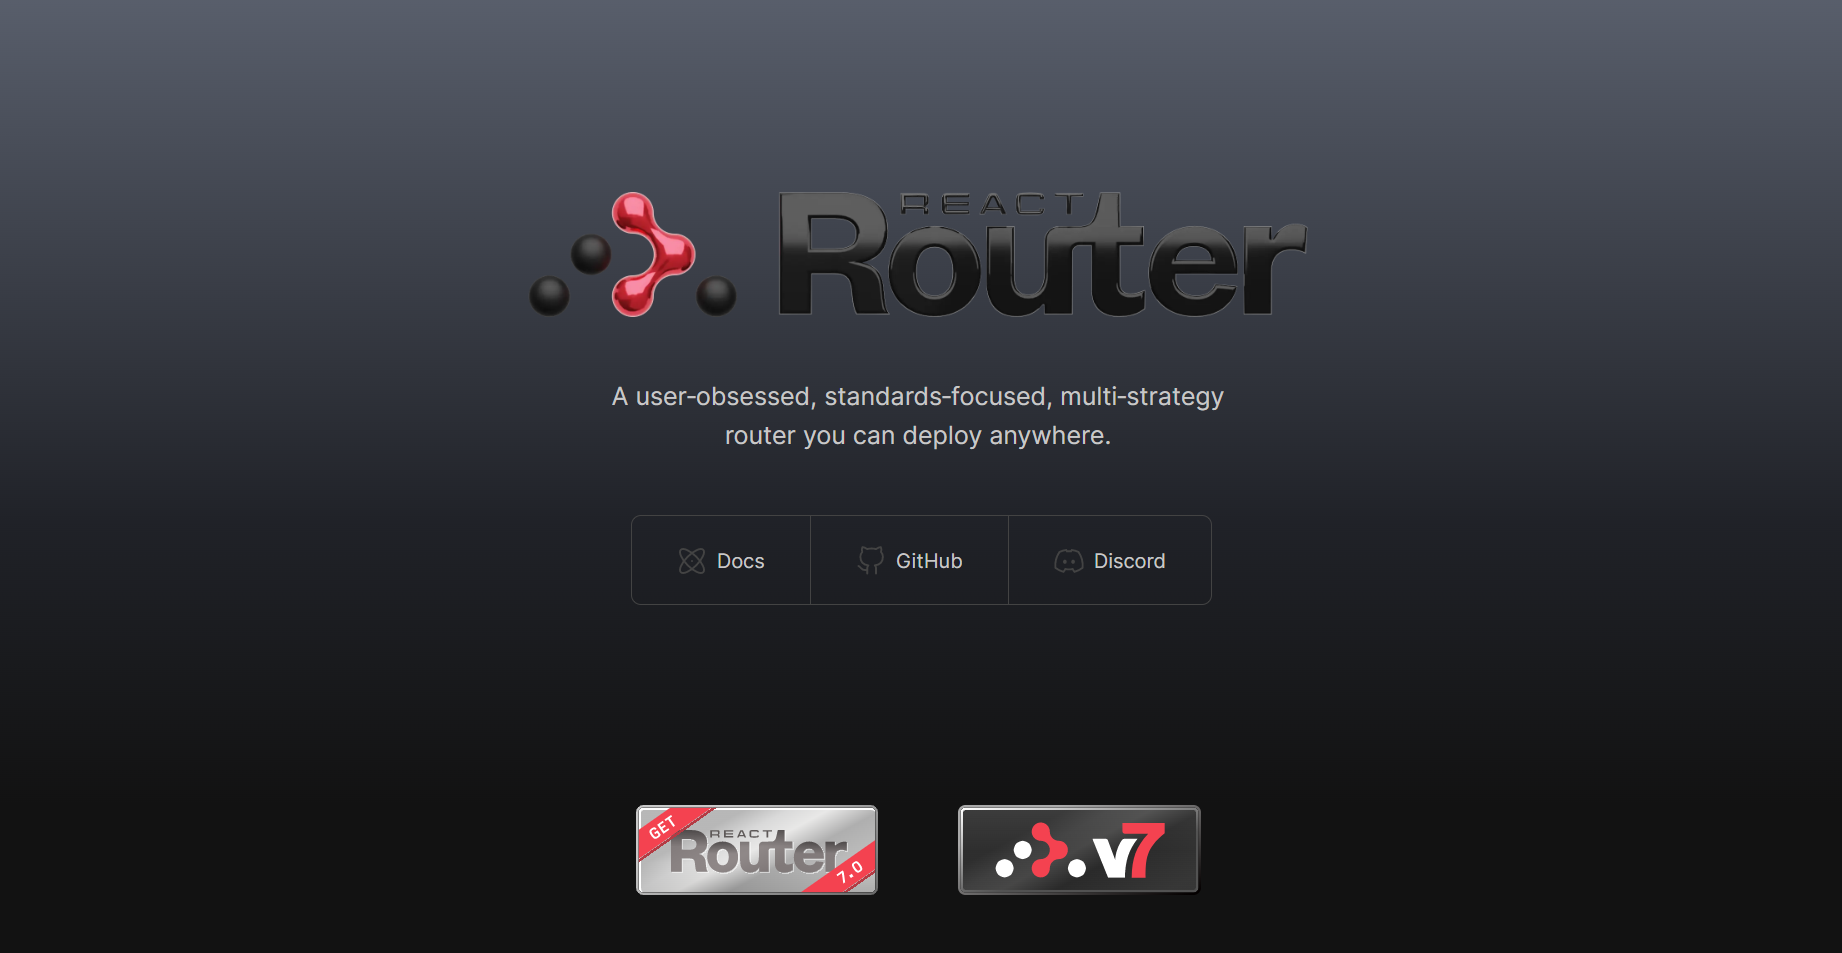 REACT
Router
A user-obsessed, standards-focused, multi-strategy
router you can deploy anywhere.
Docs
GitHub
Discord
GET
REACT
Router
7.0
v7